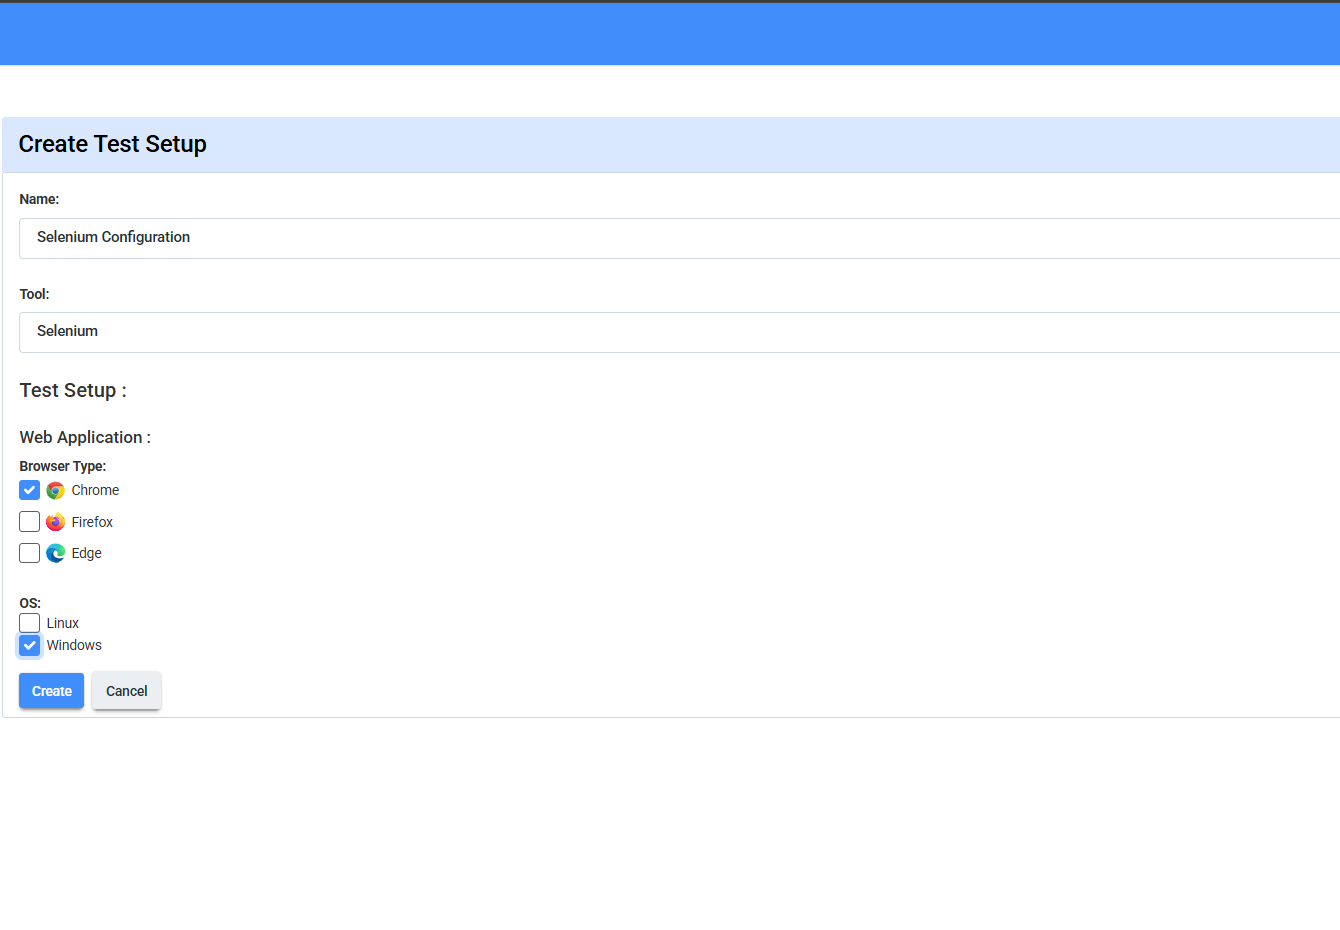 Create Test Setup
Name:
Selenium Configuration
Tool:
Selenium
Test Setup :
Web Application :
Browser Type:
Chrome
Firefox
Edge
OS:
Linux
Windows
Create Cancel